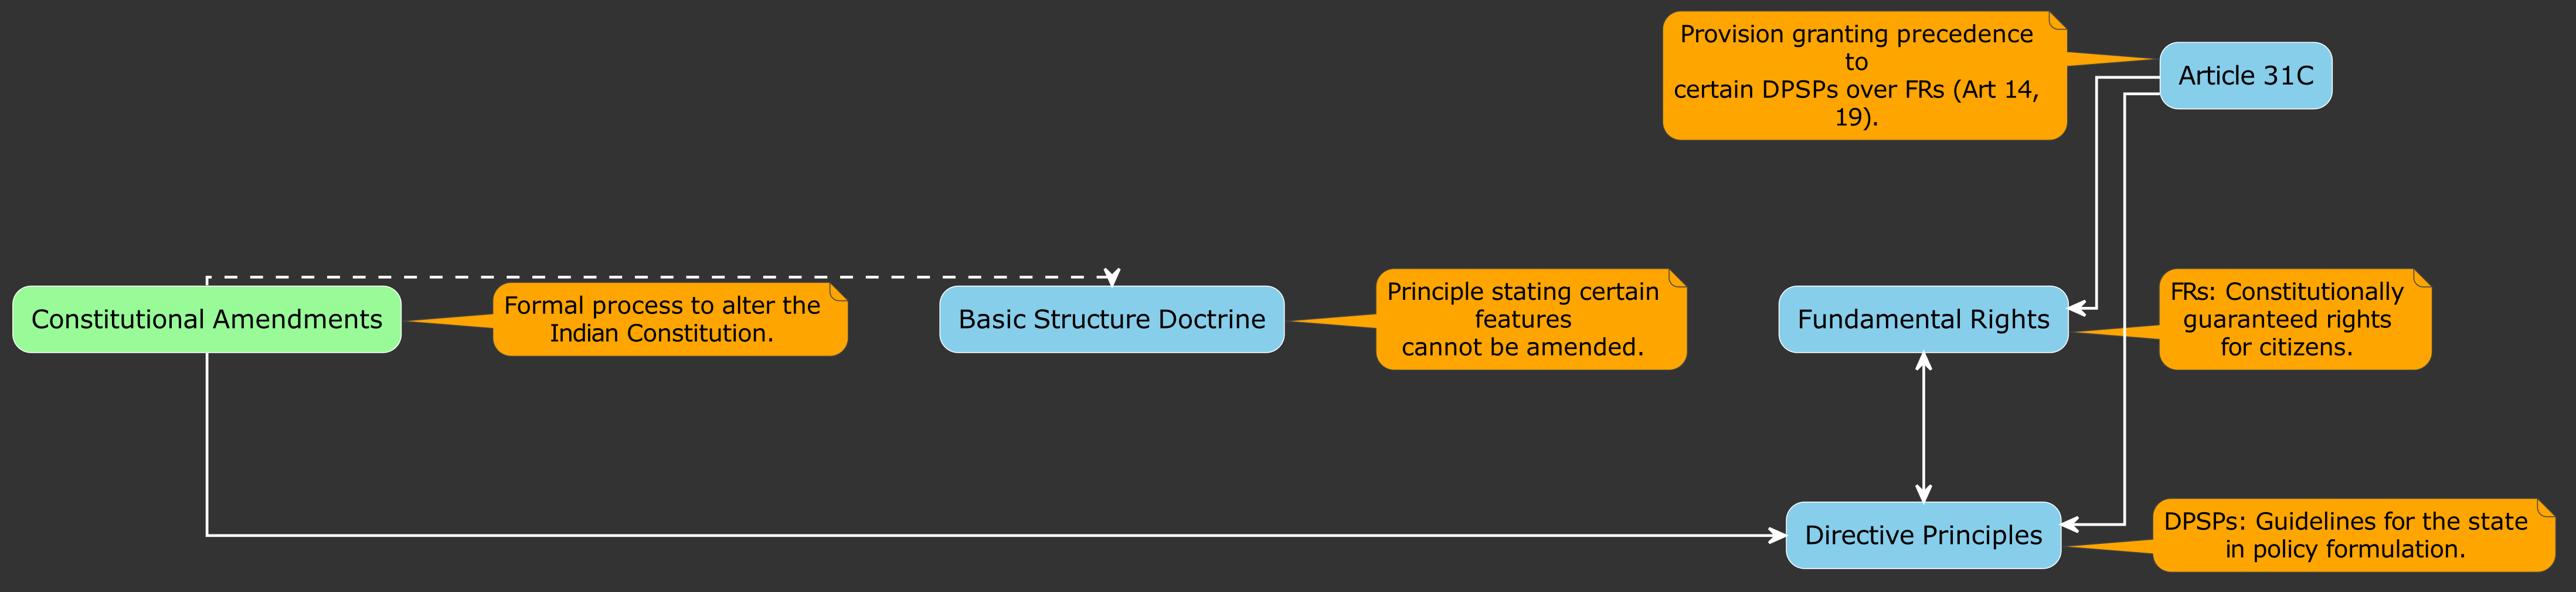 Provision granting precedence
to
certain DPSPs over FRs (Art 14,
19).
Article 31C
Constitutional Amendments
Formal process to alter the
Indian Constitution.
Basic Structure Doctrine
Principle stating certain
features
cannot be amended.
Fundamental Rights
FRs: Constitutionally
guaranteed rights
for citizens.
Directive Principles
DPSPs: Guidelines for the state
in policy formulation.